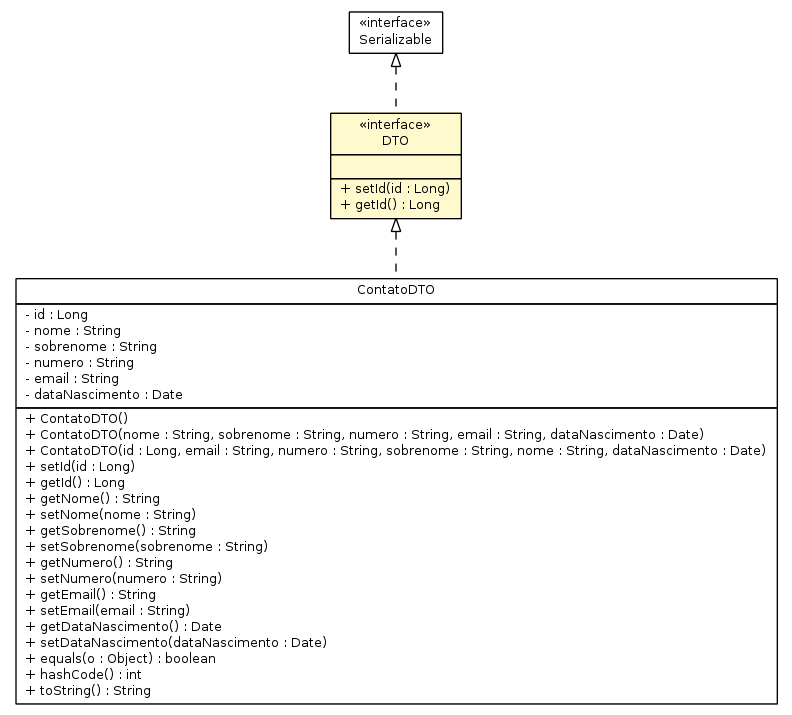 «interface»
Serializable
«interface»
DTO
+ setId(id : Long)
+ getId() : Long
ContatoDTO
- id : Long
- nome : String
- sobrenome : String
- numero : String
- email : String
- dataNascimento : Date
+ ContatoDTO()
+ ContatoDTO(nome : String, sobrenome : String, numero : String, email : String, dataNascimento : Date)
+ ContatoDTO(id : Long, email : String, numero : String, sobrenome : String, nome : String, dataNascimento : Date)
+ setId(id : Long)
+ getId() : Long
+ getNome() : String
+ setNome(nome : String)
+ getSobrenome() : String
+ setSobrenome(sobrenome : String)
+ getNumero() : String
+ setNumero(numero : String)
+ getEmail() : String
+ setEmail(email : String)
+ getDataNascimento() : Date
+ setDataNascimento(dataNascimento : Date)
+ equals(o : Object) : boolean
+ hashCode() : int
+ toString() : String